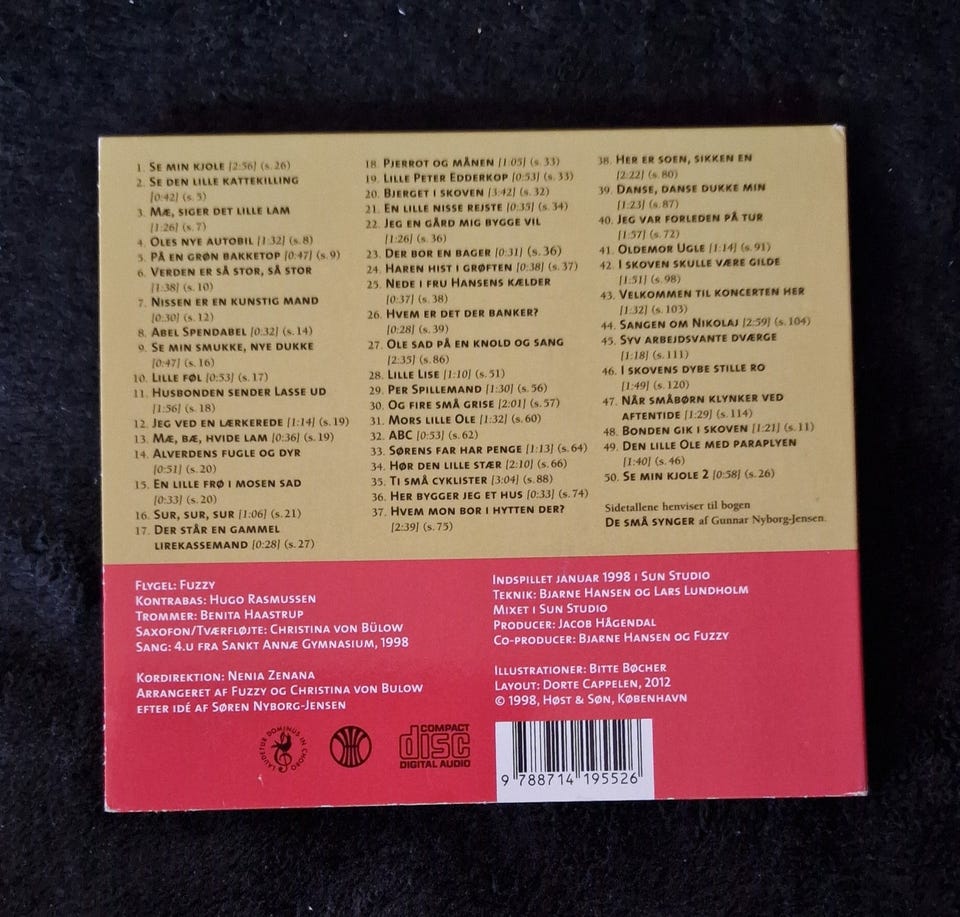 1. Se min kjole [2:56] (s.26)
2. Se den lille kattekilling
[0:42] (s.5)
3. Mæ, siger det lille lam
[1:26] (s.7)
4. Oles nye autobil [1:32] (s.8)
5. På en grøn bakketop [0:47] (s.9)
6. Verden er så stor, så stor
[1:38] (s.10)
7. Nissen er en kunstig mand
[0:30] (s.12)
8. Abel Spendabel [0:32] (s.14)
9. Se min smukke, nye dukke
[0:47] (s.16)
10. Lille føl [0:53] (s.17)
11. Husbonden sender Lasse ud
[1:56] (s.18)
12. Jeg ved en lærkerede [1:14] (s.19)
13. Mæ, bæ, hvide lam [0:36] (s.19)
14. Alverdens fugle og dyr
[0:51] (s.20)
15. En lille frø i mosen sad
[0:33] (s.20)
16. Sur, sur, sur [1:06] (s.21)
17. Der står en gammel
lirekassemand [0:28] (s.27)
18. Pjerrot og månen [1:05] (s.33)
19. Lille Peter Edderkop [0:53] (s.33)
20. Bjerget i skoven [3:42] (s.32)
21. En lille nisse rejste [0:35] (s.34)
22. Jeg en gård mig bygge vil
[1:26] (s.36)
23. Der bor en bager [0:31] (s.36)
24. Haren hist i grøften [0:38] (s.37)
25. Nede i fru Hansens kælder
[0:37] (s.38)
26. Hvem er det der banker?
[0:28] (s.39)
27. Ole sad på en knold og sang
[2:35] (s.86)
28. Lille Lise [1:10] (s.51)
29. Per Spillemand [1:30] (s.56)
30. Og fire små grise [2:01] (s.57)
31. Mors lille Ole [1:32] (s.60)
32. ABC [0:53] (s.62)
33. Sørens far har penge [1:13] (s.64)
34. Hør den lille stær [2:10] (s.66)
35. Ti små cyklister [3:04] (s.88)
36. Her bygger jeg et hus [0:33] (s.74)
37. Hvem mon bor i hytten der?
[2:39] (s.75)
38. Her er soen, sikken en
[2:22] (s.80)
39. Danse, danse dukke min
[1:23] (s.87)
40. Jeg var forleden på tur
[1:57] (s.72)
41. Oldemor Ugle [1:14] (s.91)
42. I skoven skulle være gilde
[1:51] (s.98)
43. Velkommen til koncerten her
[1:32] (s.103)
44. Sangen om Nikolaj [2:59] (s.104)
45. Syv arbejdsvante dværge
[1:18] (s.111)
46. I skovens dybe stille ro
[1:49] (s.120)
47. Når småbørn klynker ved
aftentide [1:29] (s.114)
48. Bonden gik i skoven [1:21] (s.11)
49. Den lille Ole med paraplyen
[1:40] (s.46)
50. Se min kjole 2 [0:58] (s.26)
Sidetallene henviser til bogen
De små synger af Gunnar Nyborg-Jensen.
Flygel: Fuzzy
Kontrabas: Hugo Rasmussen
Trommer: Benita Haastrup
Saxofon/Tværfløjte: Christina von Bülow
Sang: 4.u fra Sankt Annæ Gymnasium, 1998
Kordirektion: Nenia Zenana
Arrangeret af Fuzzy og Christina von Bulow
efter idé af Søren Nyborg-Jensen
Indspillet januar 1998 i Sun Studio
Teknik: Bjarne Hansen og Lars Lundholm
Mixet i Sun Studio
Producer: Jacob Hågendal
Co-producer: Bjarne Hansen og Fuzzy
Illustrationer: Bitte Bøcher
Layout: Dorte Cappelen, 2012
© 1998, Høst & Søn, København
LAUDETUR DOMINUS IN CHORO
COMPACT
disc
DIGITAL AUDIO
9 788714 195526